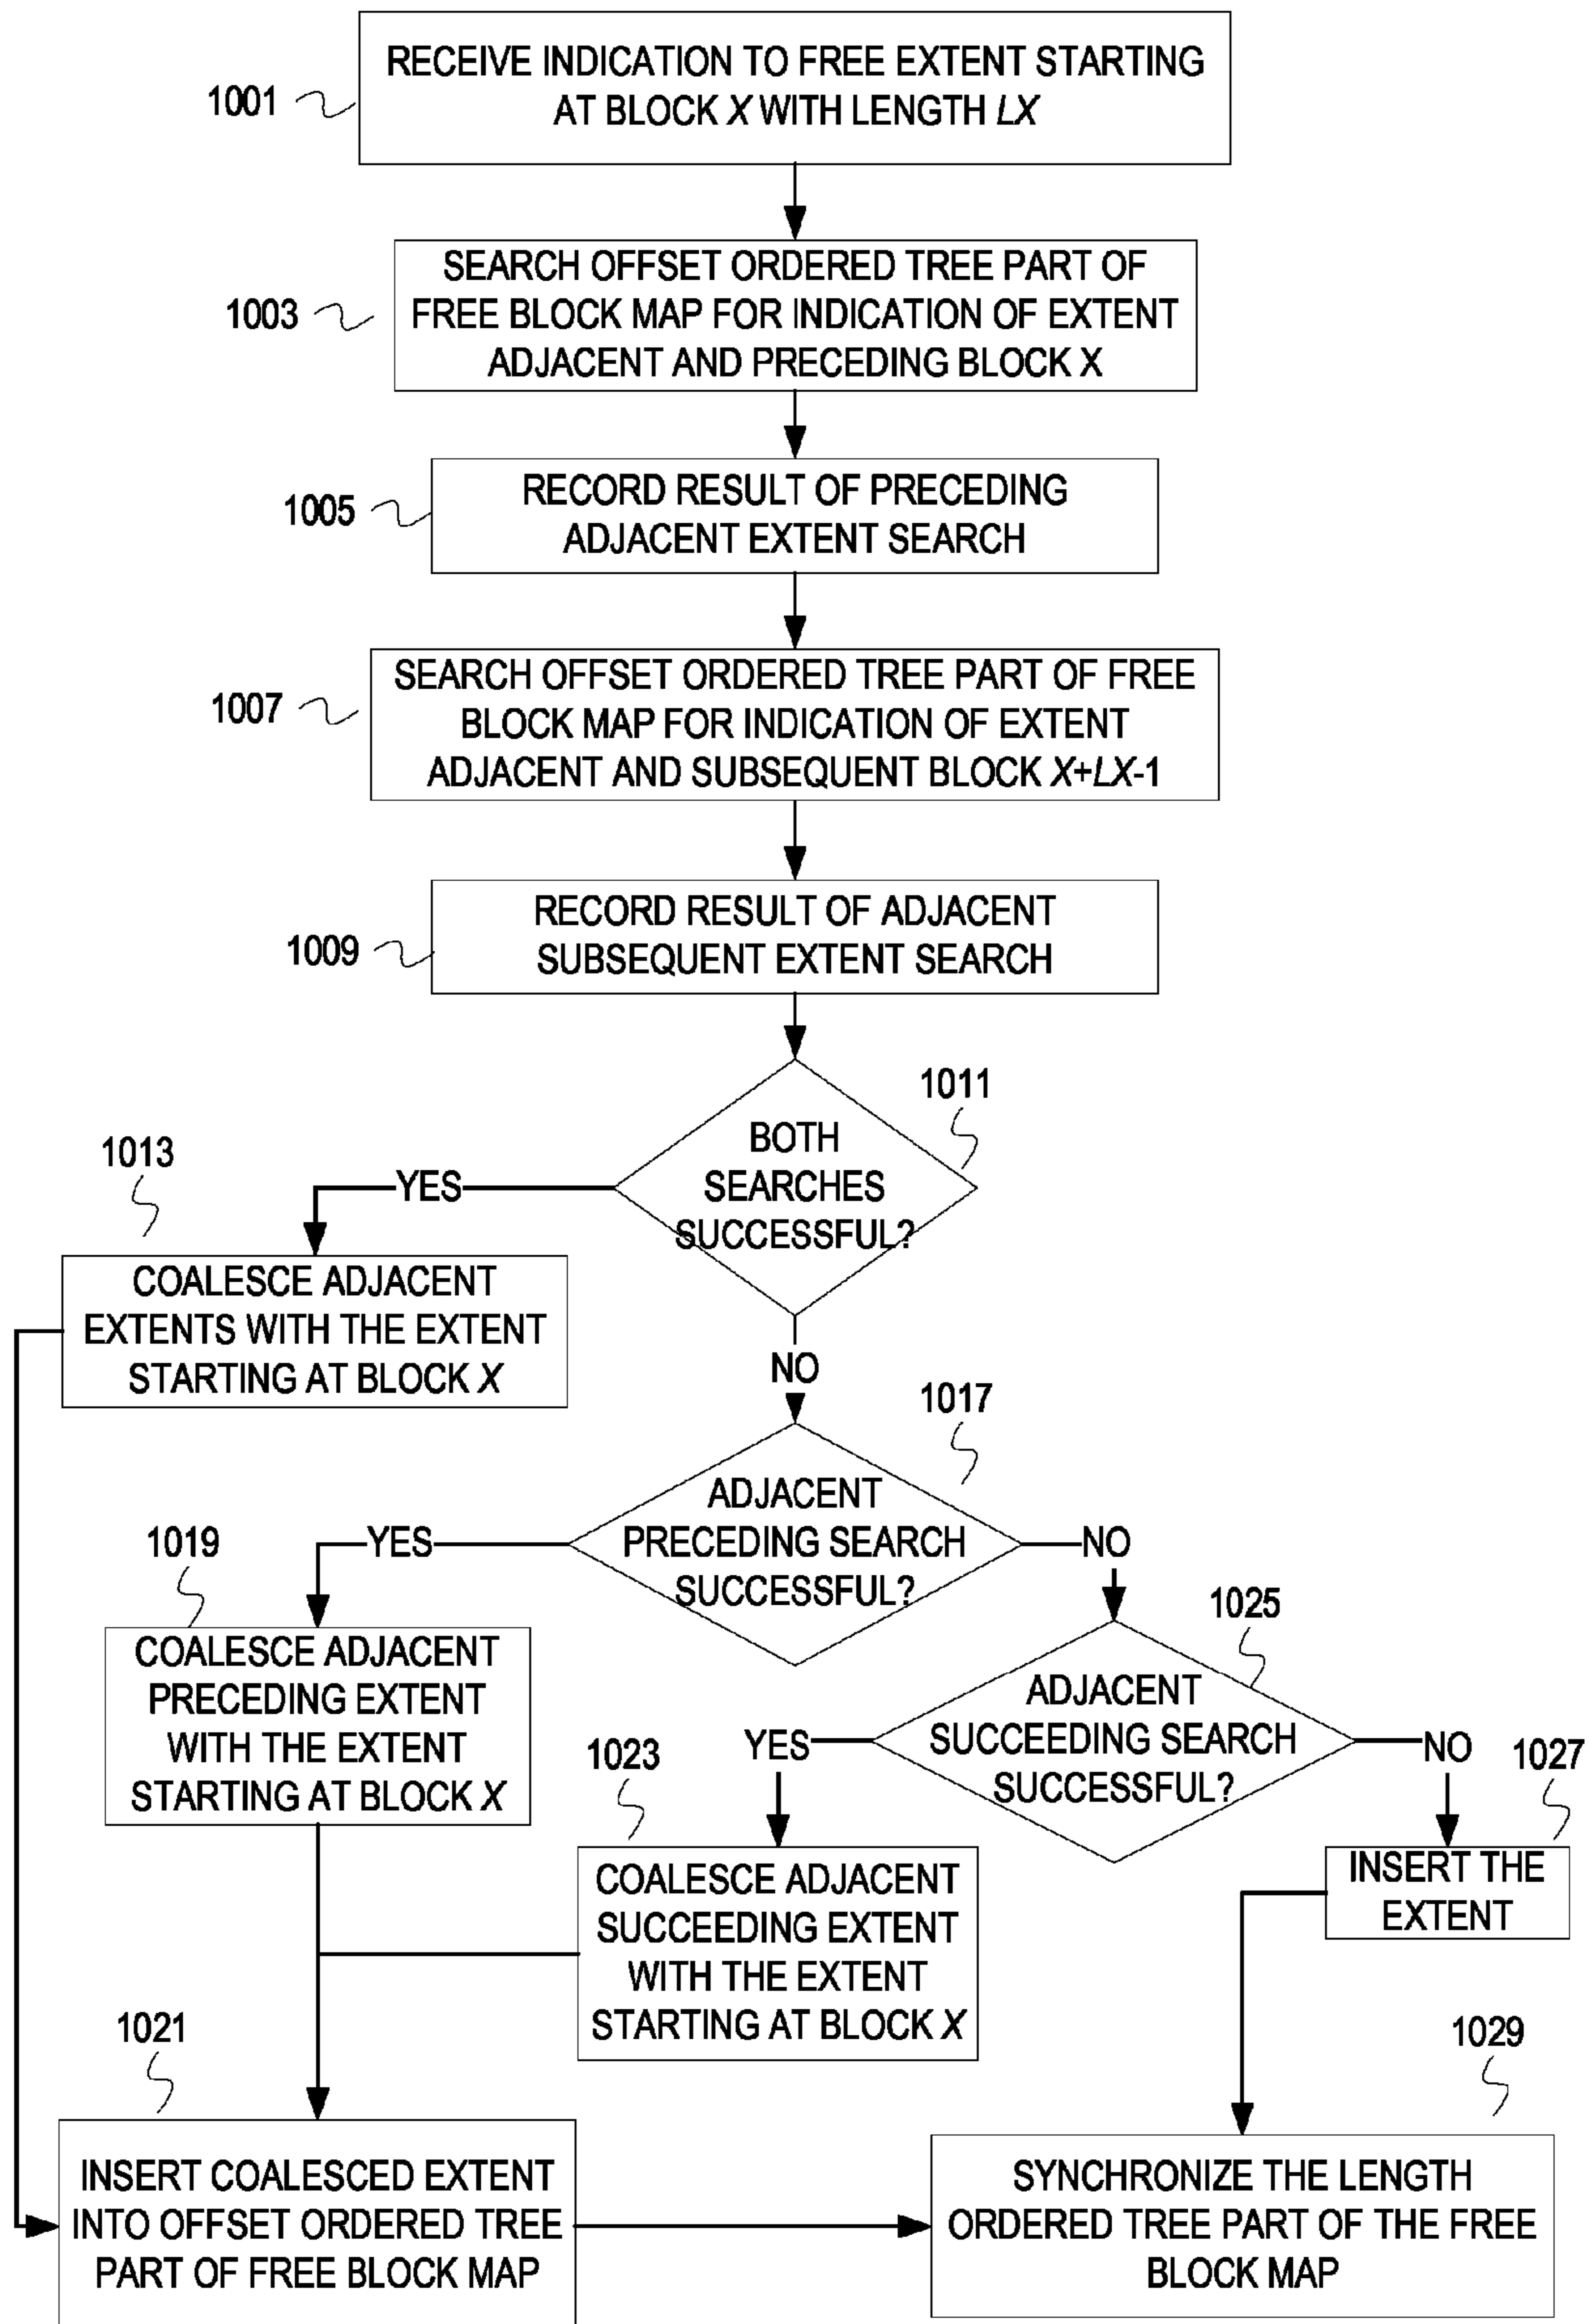 RECEIVE INDICATION TO FREE EXTENT STARTING
AT BLOCK X WITH LENGTH LX
1001
SEARCH OFFSET ORDERED TREE PART OF
FREE BLOCK MAP FOR INDICATION OF EXTENT
ADJACENT AND PRECEDING BLOCK X
1003
RECORD RESULT OF PRECEDING
ADJACENT EXTENT SEARCH
1005
SEARCH OFFSET ORDERED TREE PART OF FREE
BLOCK MAP FOR INDICATION OF EXTENT
ADJACENT AND SUBSEQUENT BLOCK X+LX-1
1007
RECORD RESULT OF ADJACENT
SUBSEQUENT EXTENT SEARCH
1009
1011
BOTH
SEARCHES
SUCCESSFUL?
YES
1013
COALESCE ADJACENT
EXTENTS WITH THE EXTENT
STARTING AT BLOCK X
NO
1017
ADJACENT
PRECEDING SEARCH
SUCCESSFUL?
YES
NO
1019
COALESCE ADJACENT
PRECEDING EXTENT
WITH THE EXTENT
STARTING AT BLOCK X
1025
ADJACENT
SUCCEEDING SEARCH
SUCCESSFUL?
YES
NO
1023
COALESCE ADJACENT
SUCCEEDING EXTENT
WITH THE EXTENT
STARTING AT BLOCK X
1027
INSERT THE
EXTENT
1021
INSERT COALESCED EXTENT
INTO OFFSET ORDERED TREE
PART OF FREE BLOCK MAP
1029
SYNCHRONIZE THE LENGTH
ORDERED TREE PART OF THE FREE
BLOCK MAP